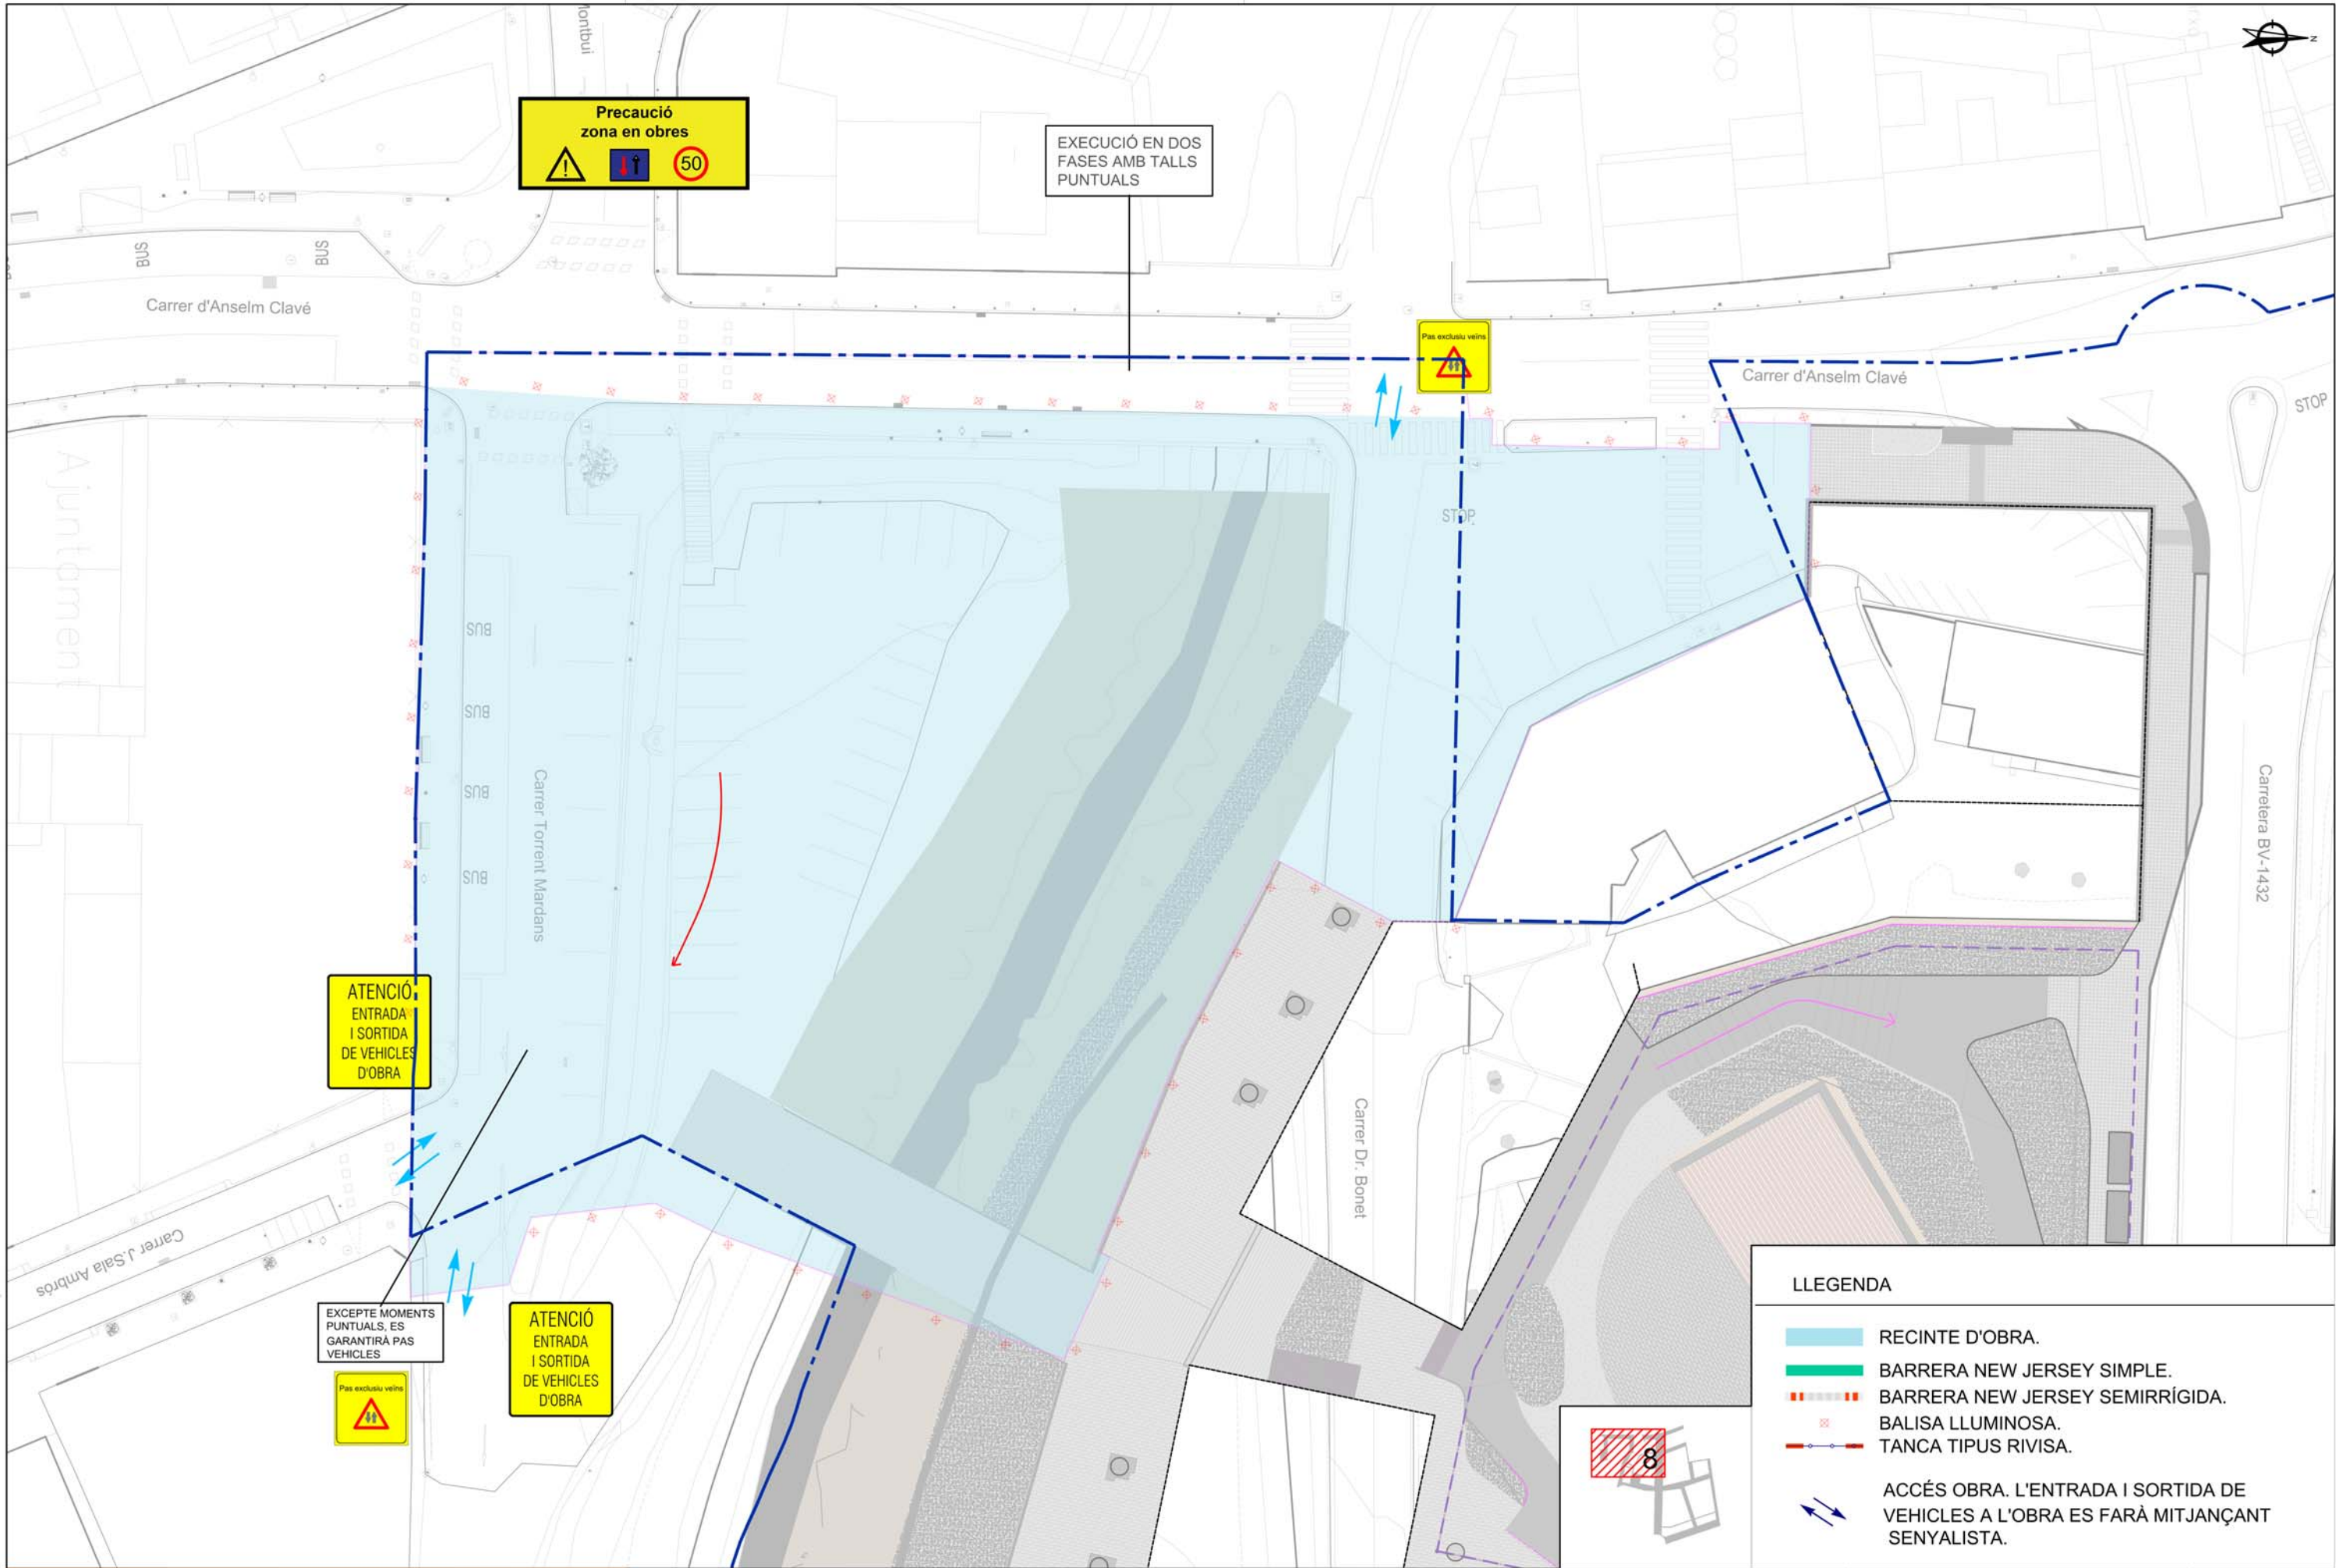 Montbui
N
Precaució
zona en obres
50
EXECUCIÓ EN DOS
FASES AMB TALLS
PUNTUALS
BUS
BUS
Carrer d'Anselm Clavé
Pas exclusiu veïns
Carrer d'Anselm Clavé
STOP
Ajuntament
STOP
BUS
BUS
BUS
BUS
Carrer Torrent Mardans
Carretera BV-1432
ATENCIÓ
ENTRADA
I SORTIDA
DE VEHICLES
D'OBRA
Carrer Dr. Bonet
Carrer J.Sala Ambrós
EXCEPTE MOMENTS
PUNTUALS, ES
GARANTIRÀ PAS
VEHICLES
ATENCIÓ
ENTRADA
I SORTIDA
DE VEHICLES
D'OBRA
Pas exclusiu veïns
LLEGENDA
RECINTE D'OBRA.
BARRERA NEW JERSEY SIMPLE.
BARRERA NEW JERSEY SEMIRRÍGIDA.
BALISA LLUMINOSA.
TANCA TIPUS RIVISA.
ACCÉS OBRA. L'ENTRADA I SORTIDA DE
VEHICLES A L'OBRA ES FARÀ MITJANÇANT
SENYALISTA.
8